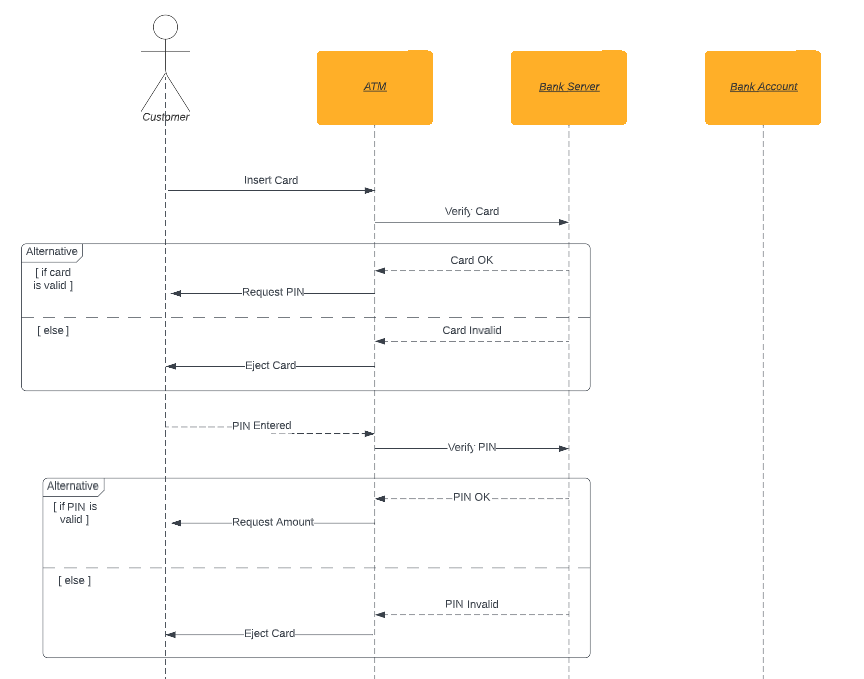 ATM
Bank Server
Bank Account
Customer
Insert Card
Verify Card
Alternative
[ if card
is valid ]
Card OK
Request PIN
[ else ]
Card Invalid
Eject Card
PIN Entered
Verify PIN
Alternative
[ if PIN is
valid ]
PIN OK
Request Amount
[ else ]
PIN Invalid
Eject Card